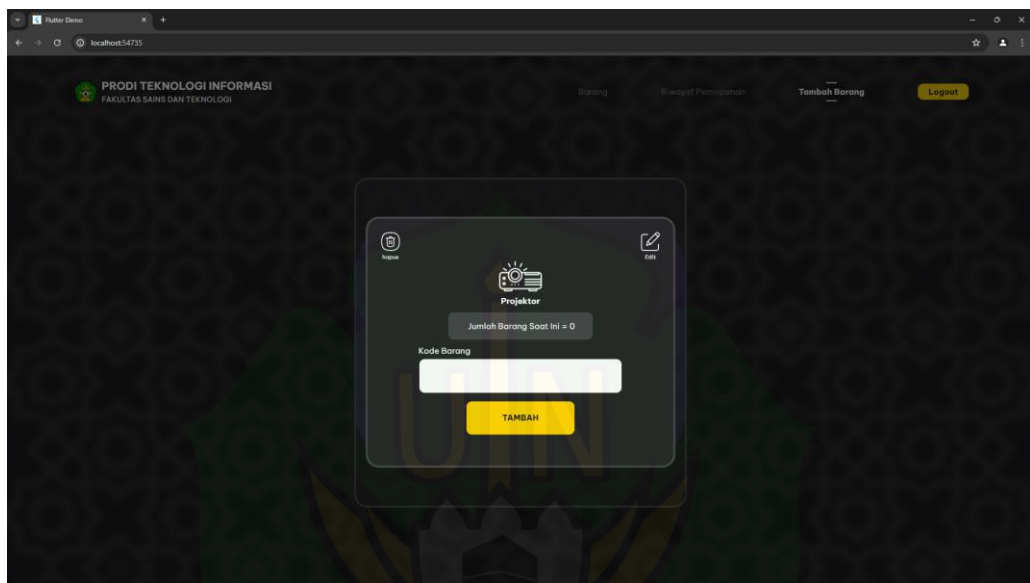 Flutter Demo
localhost:54735
PRODI TEKNOLOGI INFORMASI
FAKULTAS SAINS DAN TEKNOLOGI
Barang
Riwayat Peminjaman
Tambah Barang
Logout
hapus
Edit
Projektor
Jumlah Barang Saat Ini = 0
Kode Barang
TAMBAH
UIN